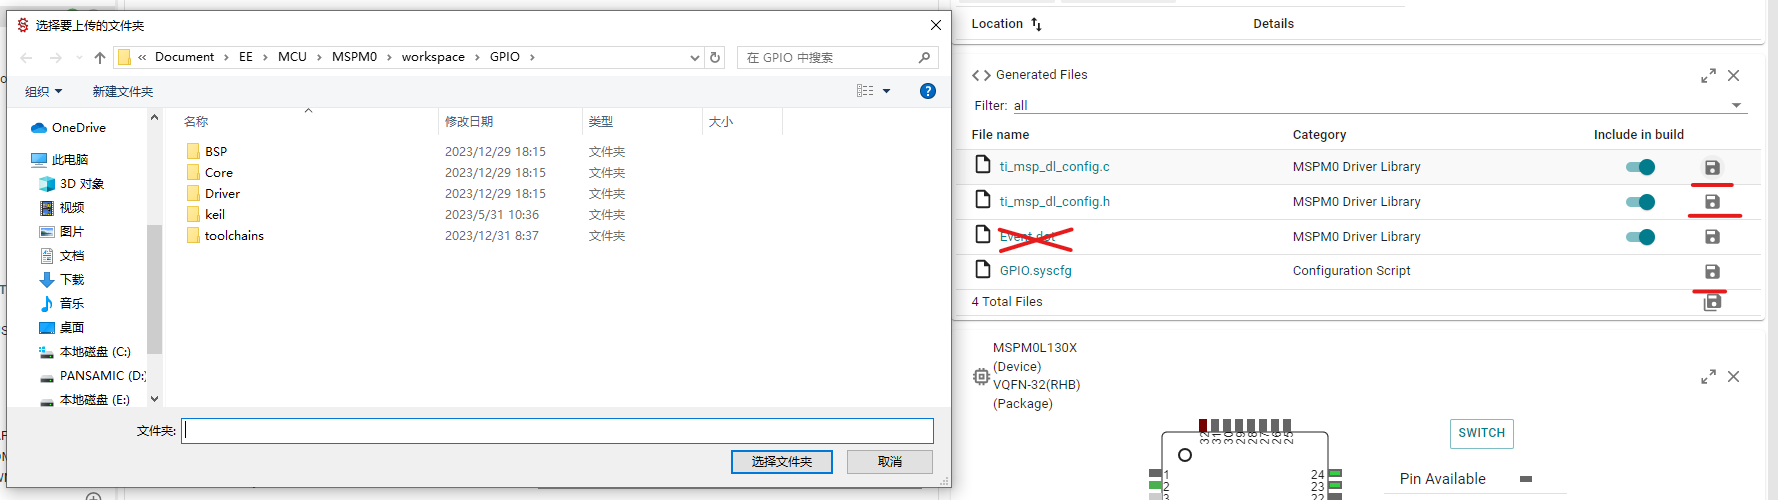 选择要上传的文件夹
« Document › EE › MCU › MSPM0 › workspace › GPIO ›
在 GPIO 中搜索
组织 新建文件夹
名称 修改日期 类型 大小
OneDrive
此电脑
3D 对象
视频
图片
文档
下载
音乐
桌面
本地磁盘 (C:)
PANSAMIC (D:)
本地磁盘 (E:)
BSP 2023/12/29 18:15 文件夹
Core 2023/12/29 18:15 文件夹
Driver 2023/12/29 18:15 文件夹
keil 2023/5/31 10:36 文件夹
toolchains 2023/12/31 8:37 文件夹
文件夹:
选择文件夹 取消
Location Details
<> Generated Files
Filter: all
File name Category Include in build
ti_msp_dl_config.c MSPM0 Driver Library
ti_msp_dl_config.h MSPM0 Driver Library
Event.dot MSPM0 Driver Library
GPIO.syscfg Configuration Script
4 Total Files
MSPM0L130X
(Device)
VQFN-32(RHB)
(Package)
SWITCH
Pin Available
32 31 30 29 28 27 26 25
1 24
2 23
3 22